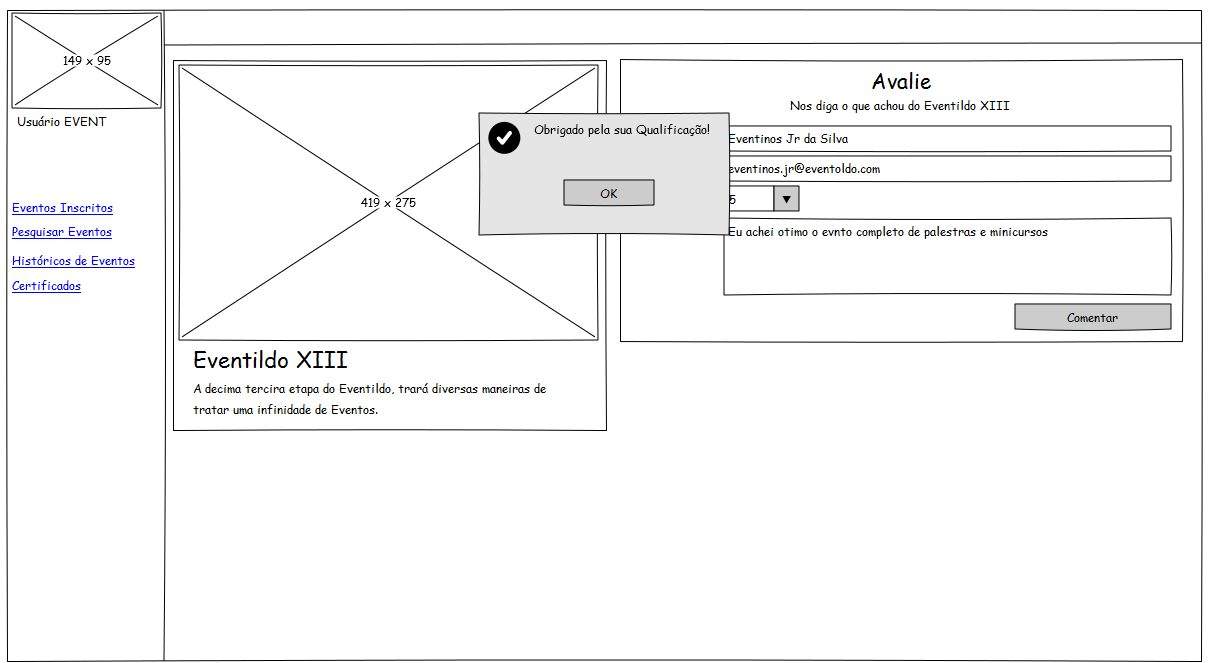 149 x 95
Usuário EVENT
Eventos Inscritos
Pesquisar Eventos
Históricos de Eventos
Certificados
419 x 275
Eventildo XIII
A decima tercira etapa do Eventildo, trará diversas maneiras de
tratar uma infinidade de Eventos.
Obrigado pela sua Qualificação!
OK
Avalie
Nos diga o que achou do Eventildo XIII
Eventinos Jr da Silva
eventinos.jr@eventoldo.com
5
Eu achei otimo o evnto completo de palestras e minicursos
Comentar